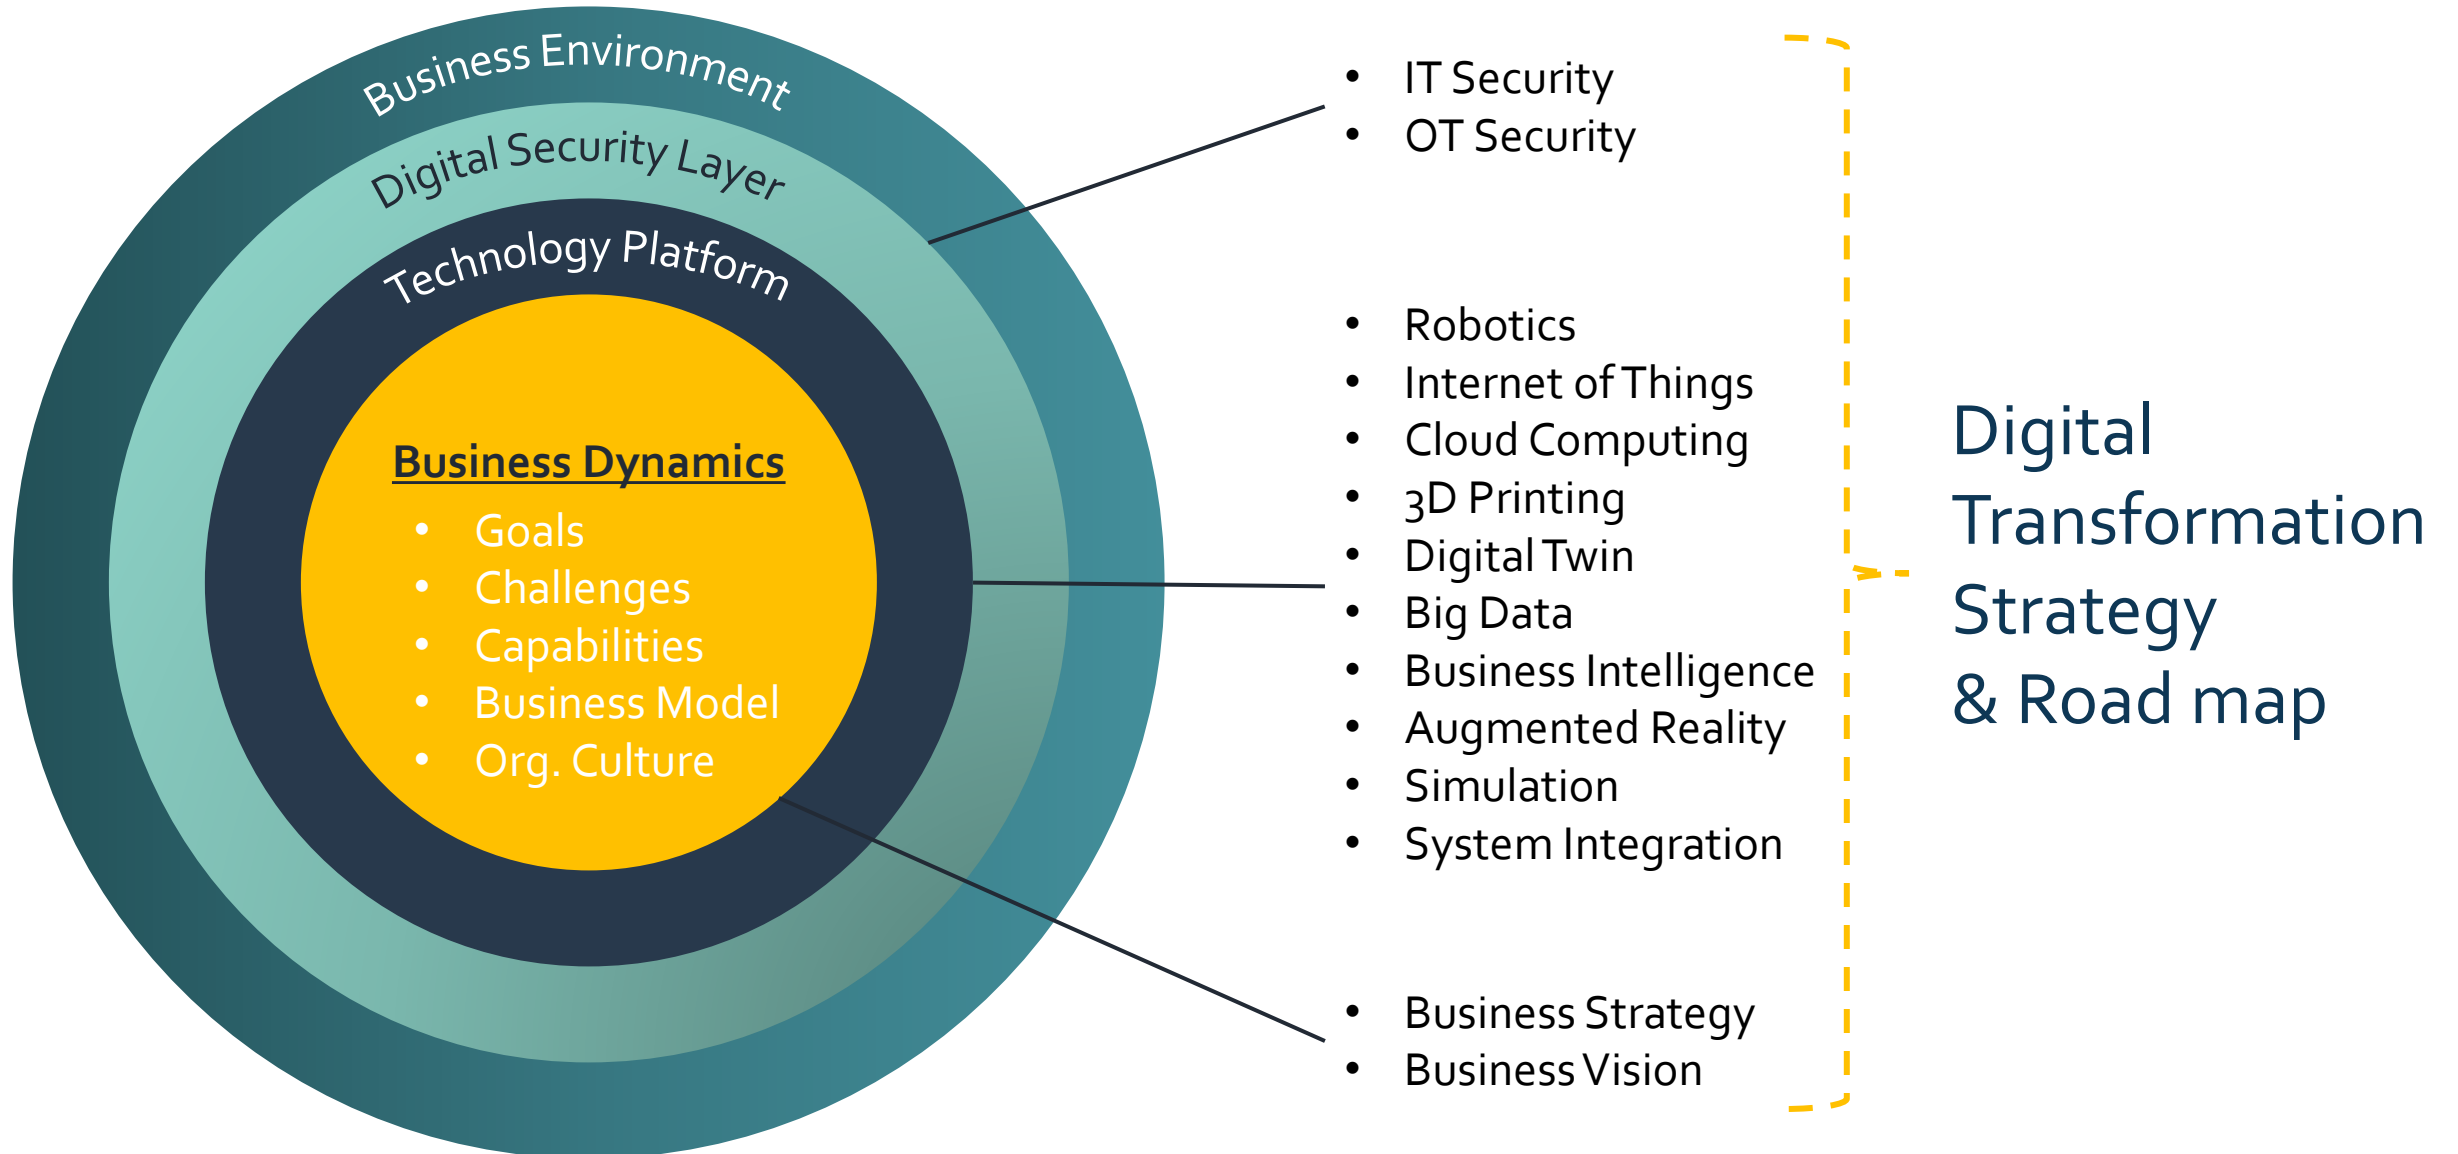 Business Environment
Digital Security Layer
Technology Platform
Business Dynamics
• Goals
• Challenges
• Capabilities
• Business Model
• Org. Culture
• IT Security
• OT Security
• Robotics
• Internet of Things
• Cloud Computing
• 3D Printing
• Digital Twin
• Big Data
• Business Intelligence
• Augmented Reality
• Simulation
• System Integration
• Business Strategy
• Business Vision
Digital
Transformation
Strategy
& Road map